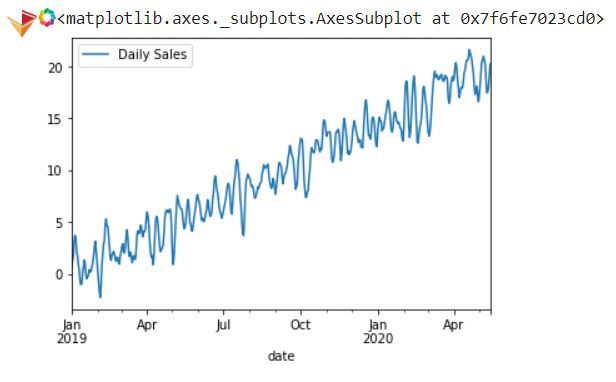 <matplotlib.axes._subplots.AxesSubplot at 0x7f6fe7023cd0>
Daily Sales
20
15
10
5
0
Jan Apr Jul Oct Jan Apr
2019 2020
date